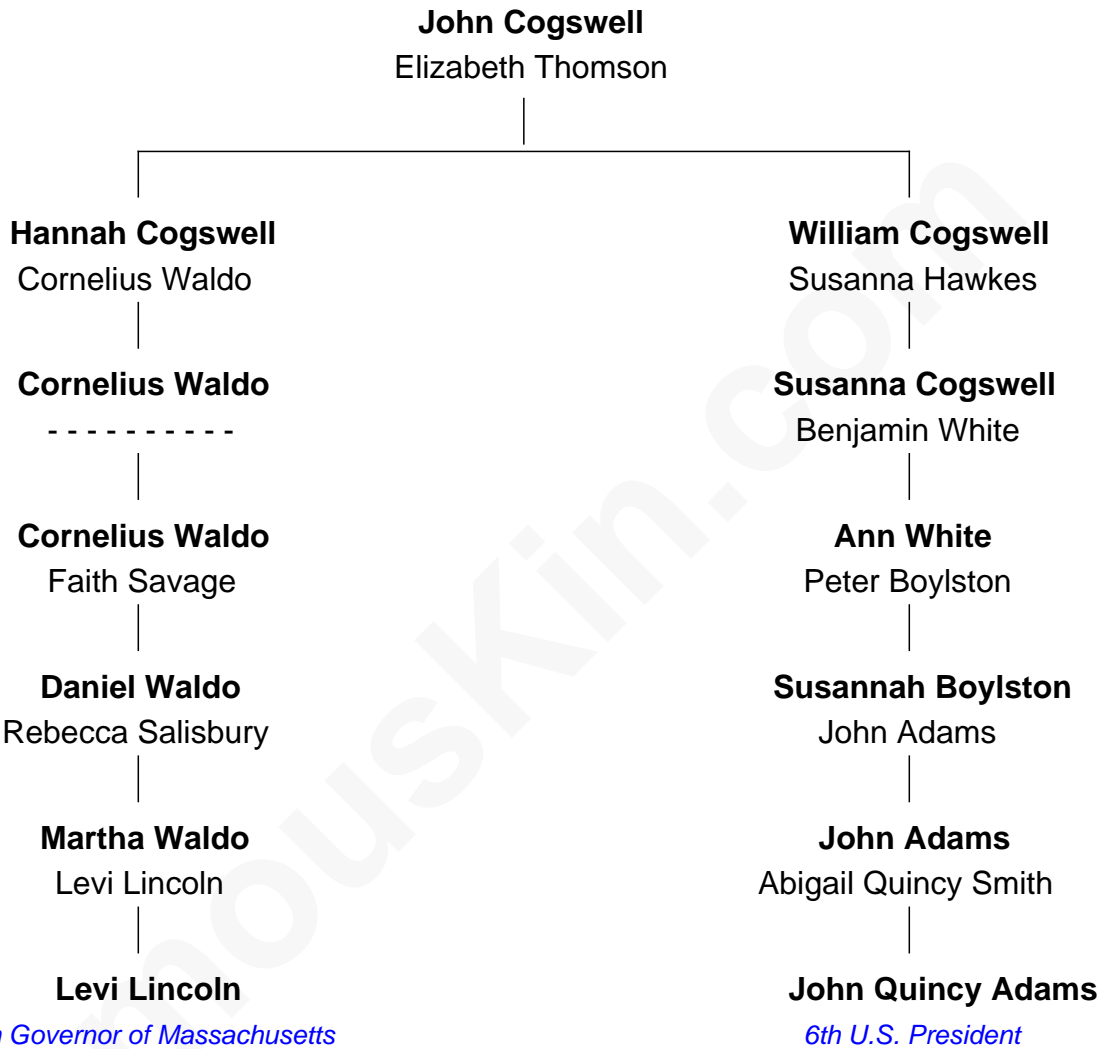 John Cogswell
Elizabeth Thomson
Hannah Cogswell
Cornelius Waldo
Cornelius Waldo
- - - - - - - - - -
Cornelius Waldo
Faith Savage
Daniel Waldo
Rebecca Salisbury
Martha Waldo
Levi Lincoln
Levi Lincoln
Governor of Massachusetts
William Cogswell
Susanna Hawkes
Susanna Cogswell
Benjamin White
Ann White
Peter Boylston
Susannah Boylston
John Adams
John Adams
Abigail Quincy Smith
John Quincy Adams
6th U.S. President
mouskin.com